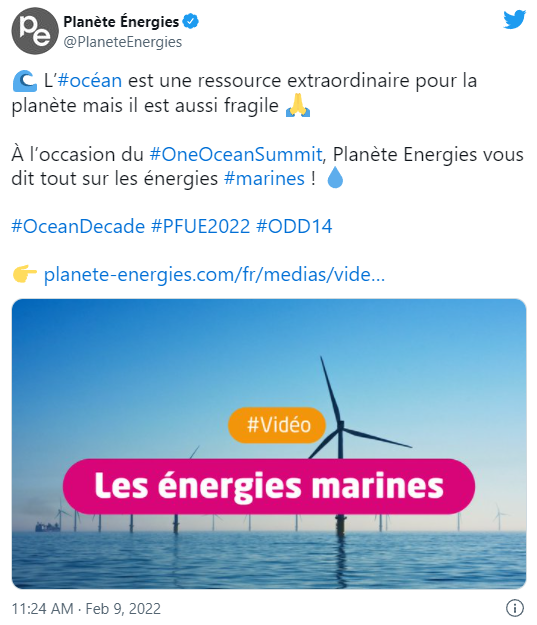 pe
Planète Énergies
@PlaneteEnergies
🌊 L’#océan est une ressource extraordinaire pour la
planète mais il est aussi fragile 🙏
À l’occasion du #OneOceanSummit, Planète Energies vous
dit tout sur les énergies #marines ! 💧
#OceanDecade #PFUE2022 #ODD14
👉 planete-energies.com/fr/medias/vide…
#Vidéo
Les énergies marines
11:24 AM · Feb 9, 2022